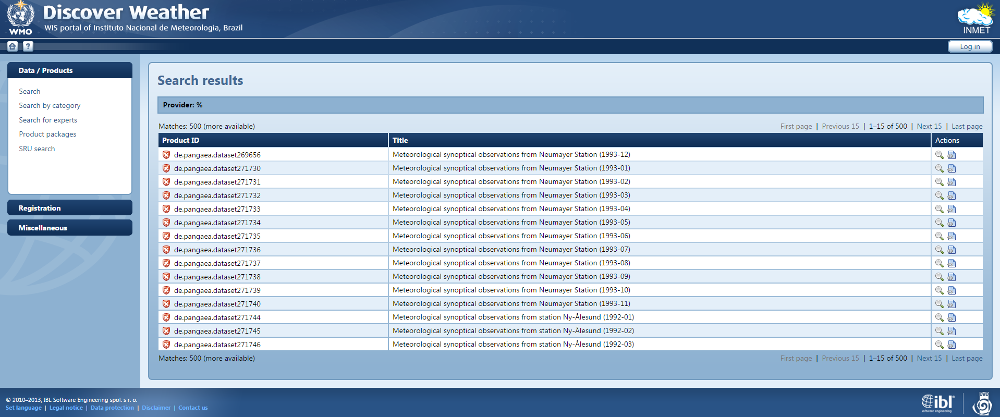 Discover Weather
WIS portal of Instituto Nacional de Meteorologia, Brazil
WMO
INMET
?
Log in
Data / Products
Search
Search by category
Search for experts
Product packages
SRU search
Registration
Miscellaneous
Search results
Provider: %
Matches: 500 (more available) First page | Previous 15 | 1–15 of 500 | Next 15 | Last page
Product ID Title Actions
de.pangaea.dataset269656 Meteorological synoptical observations from Neumayer Station (1993-12)
de.pangaea.dataset271730 Meteorological synoptical observations from Neumayer Station (1993-01)
de.pangaea.dataset271731 Meteorological synoptical observations from Neumayer Station (1993-02)
de.pangaea.dataset271732 Meteorological synoptical observations from Neumayer Station (1993-03)
de.pangaea.dataset271733 Meteorological synoptical observations from Neumayer Station (1993-04)
de.pangaea.dataset271734 Meteorological synoptical observations from Neumayer Station (1993-05)
de.pangaea.dataset271735 Meteorological synoptical observations from Neumayer Station (1993-06)
de.pangaea.dataset271736 Meteorological synoptical observations from Neumayer Station (1993-07)
de.pangaea.dataset271737 Meteorological synoptical observations from Neumayer Station (1993-08)
de.pangaea.dataset271738 Meteorological synoptical observations from Neumayer Station (1993-09)
de.pangaea.dataset271739 Meteorological synoptical observations from Neumayer Station (1993-10)
de.pangaea.dataset271740 Meteorological synoptical observations from Neumayer Station (1993-11)
de.pangaea.dataset271744 Meteorological synoptical observations from station Ny-Ålesund (1992-01)
de.pangaea.dataset271745 Meteorological synoptical observations from station Ny-Ålesund (1992-02)
de.pangaea.dataset271746 Meteorological synoptical observations from station Ny-Ålesund (1992-03)
Matches: 500 (more available) First page | Previous 15 | 1–15 of 500 | Next 15 | Last page
© 2010–2013, IBL Software Engineering spol. s r. o.
Set language | Legal notice | Data protection | Disclaimer | Contact us
ibl
software engineering
DWD